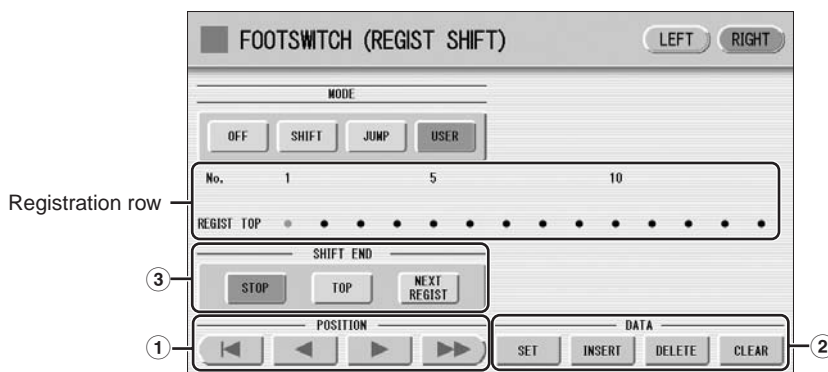 FOOTSWITCH (REGIST SHIFT)
LEFT RIGHT
MODE
OFF SHIFT JUMP USER
No. 1 5 10
Registration row
REGIST TOP
SHIFT END
3
STOP TOP NEXT REGIST
POSITION DATA
1
SET INSERT DELETE CLEAR
2